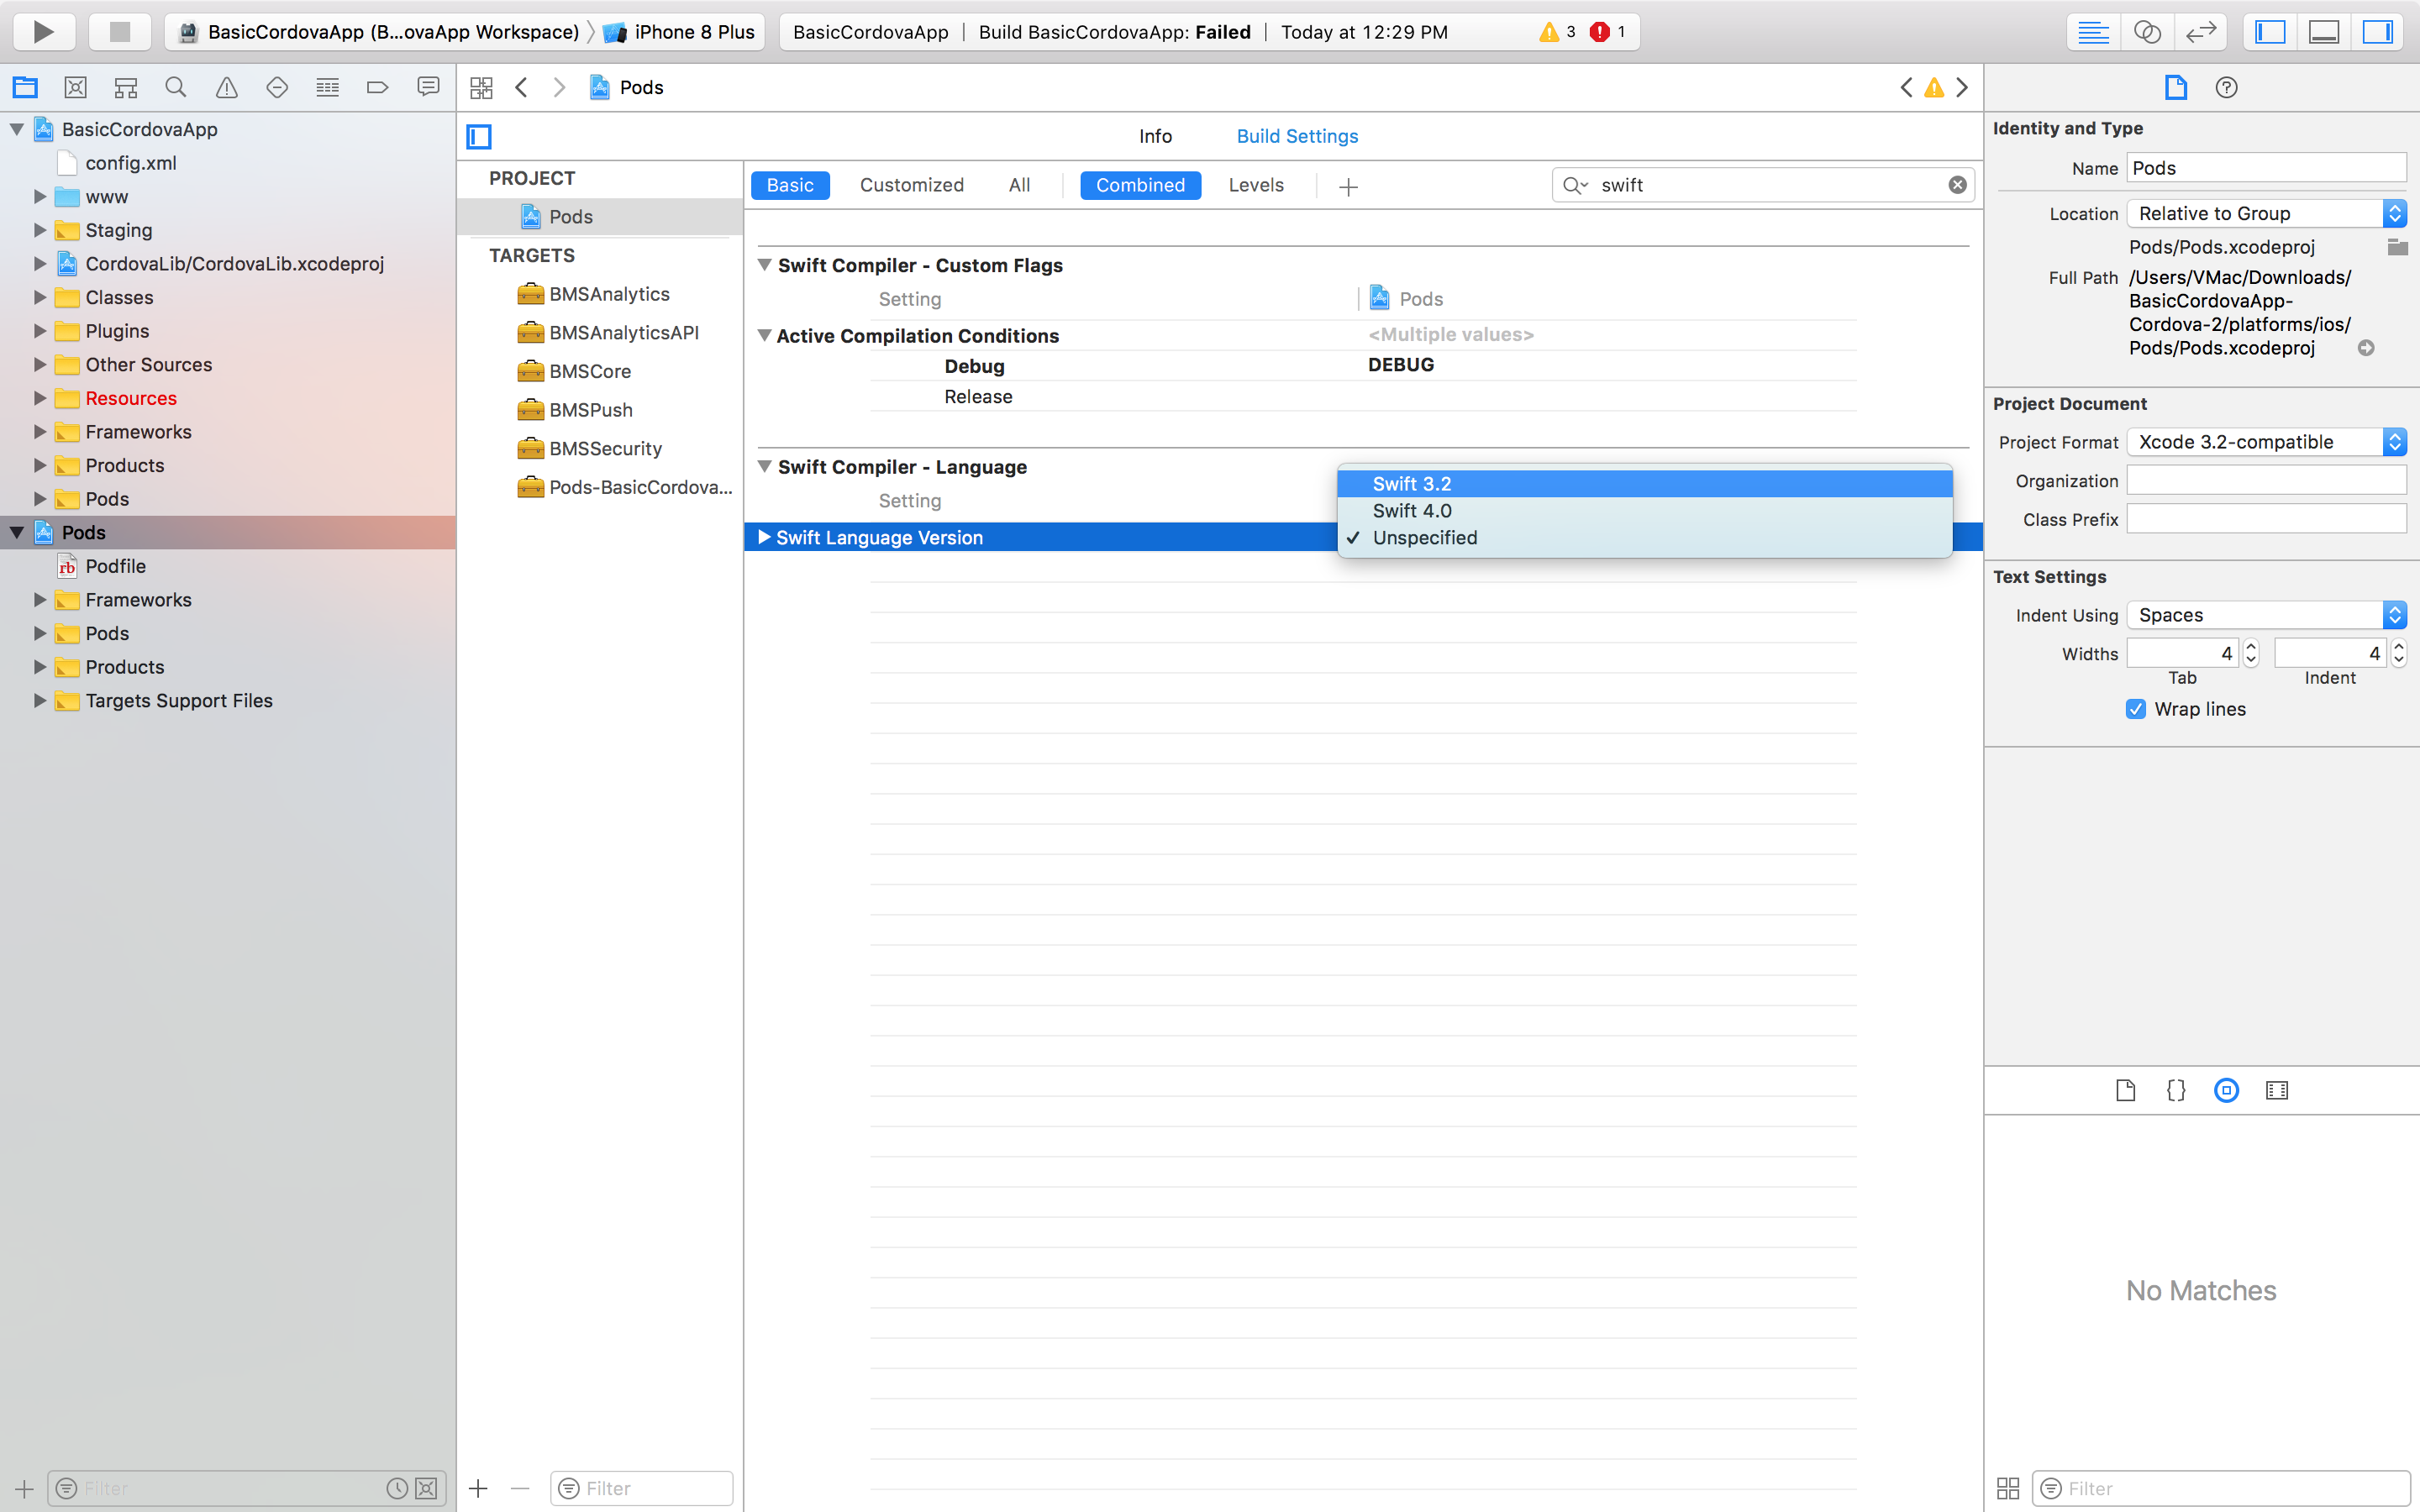 BasicCordovaApp (B...ovaApp Workspace) iPhone 8 Plus
BasicCordovaApp | Build BasicCordovaApp: Failed | Today at 12:29 PM 3 1
Pods
BasicCordovaApp
config.xml
www
Staging
CordovaLib/CordovaLib.xcodeproj
Classes
Plugins
Other Sources
Resources
Frameworks
Products
Pods
Pods
rb Podfile
Frameworks
Pods
Products
Targets Support Files
Filter
Info Build Settings
PROJECT
Pods
TARGETS
BMSAnalytics
BMSAnalyticsAPI
BMSCore
BMSPush
BMSSecurity
Pods-BasicCordova...
Filter
Basic Customized All Combined Levels + swift
Swift Compiler - Custom Flags
Setting Pods
Active Compilation Conditions <Multiple values>
Debug DEBUG
Release
Swift Compiler - Language
Setting
Swift Language Version
Swift 3.2
Swift 4.0
✓ Unspecified
Identity and Type
Name Pods
Location Relative to Group
Pods/Pods.xcodeproj
Full Path /Users/VMac/Downloads/
BasicCordovaApp-
Cordova-2/platforms/ios/
Pods/Pods.xcodeproj
Project Document
Project Format Xcode 3.2-compatible
Organization
Class Prefix
Text Settings
Indent Using Spaces
Widths 4 4
Tab Indent
Wrap lines
{}
No Matches
Filter